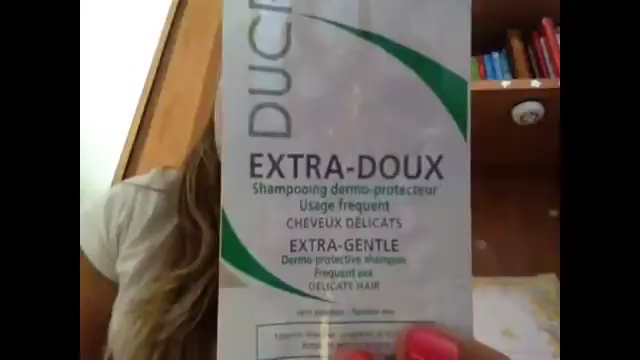 DUCR
EXTRA-DOUX
Shampooing dermo-protecteur
Usage fréquent
CHEVEUX DÉLICATS
EXTRA-GENTLE
Dermo-protective shampoo
Frequent use
DELICATE HAIR